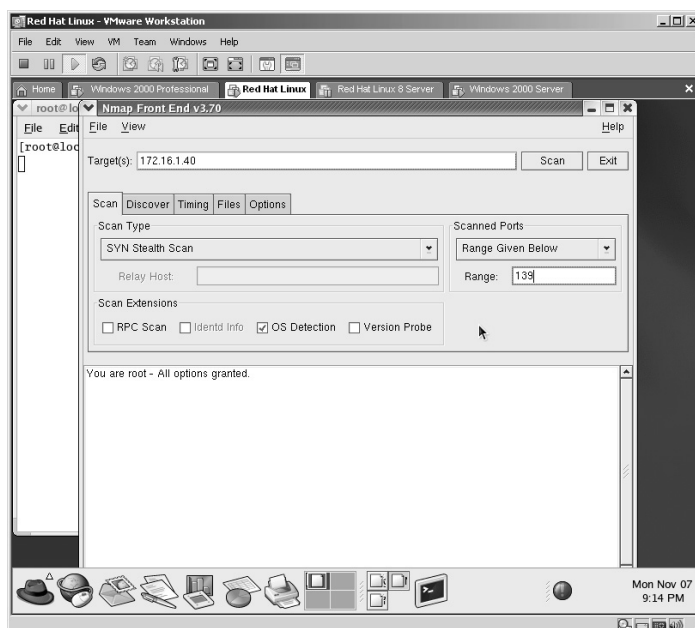 Red Hat Linux - VMware Workstation
File Edit View VM Team Windows Help
Home Windows 2000 Professional Red Hat Linux Red Hat Linux 8 Server Windows 2000 Server
root@lo
File Edit
[root@loc
Nmap Front End v3.70
File View Help
Target(s): 172.16.1.40 Scan Exit
Scan Discover Timing Files Options
Scan Type
SYN Stealth Scan
Relay Host:
Scanned Ports
Range Given Below
Range: 139
Scan Extensions
RPC Scan Identd Info OS Detection Version Probe
You are root - All options granted.
Mon Nov 07
9:14 PM